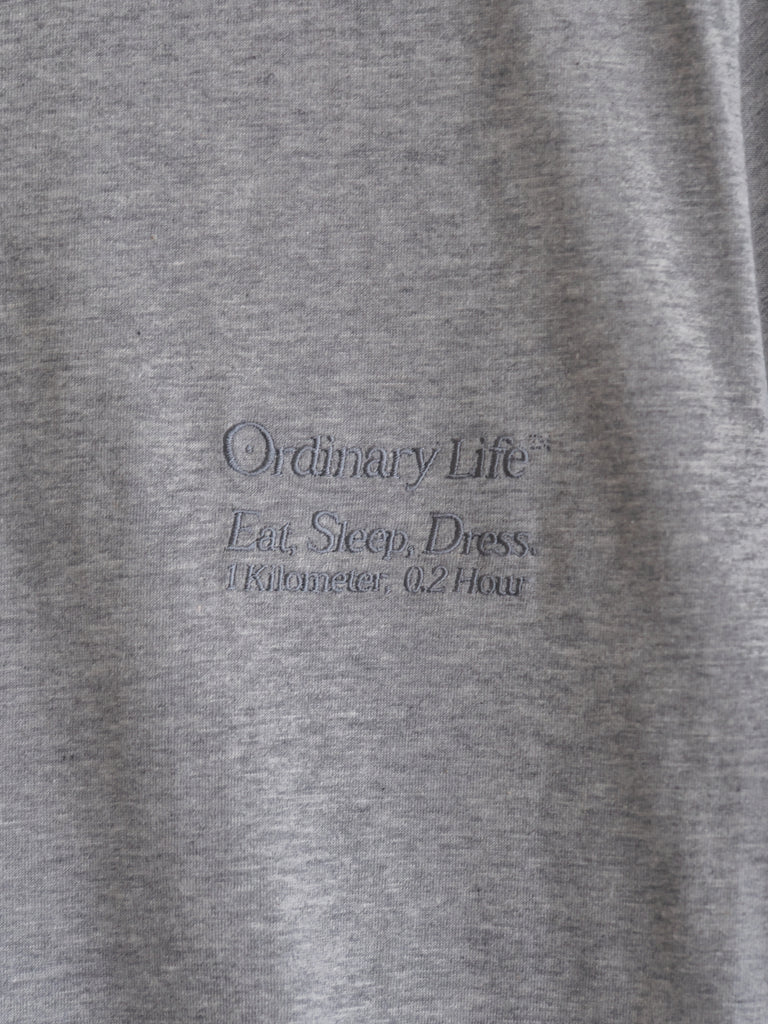 Ordinary Life™
Eat, Sleep, Dress.
1 Kilometer, 0.2 Hour